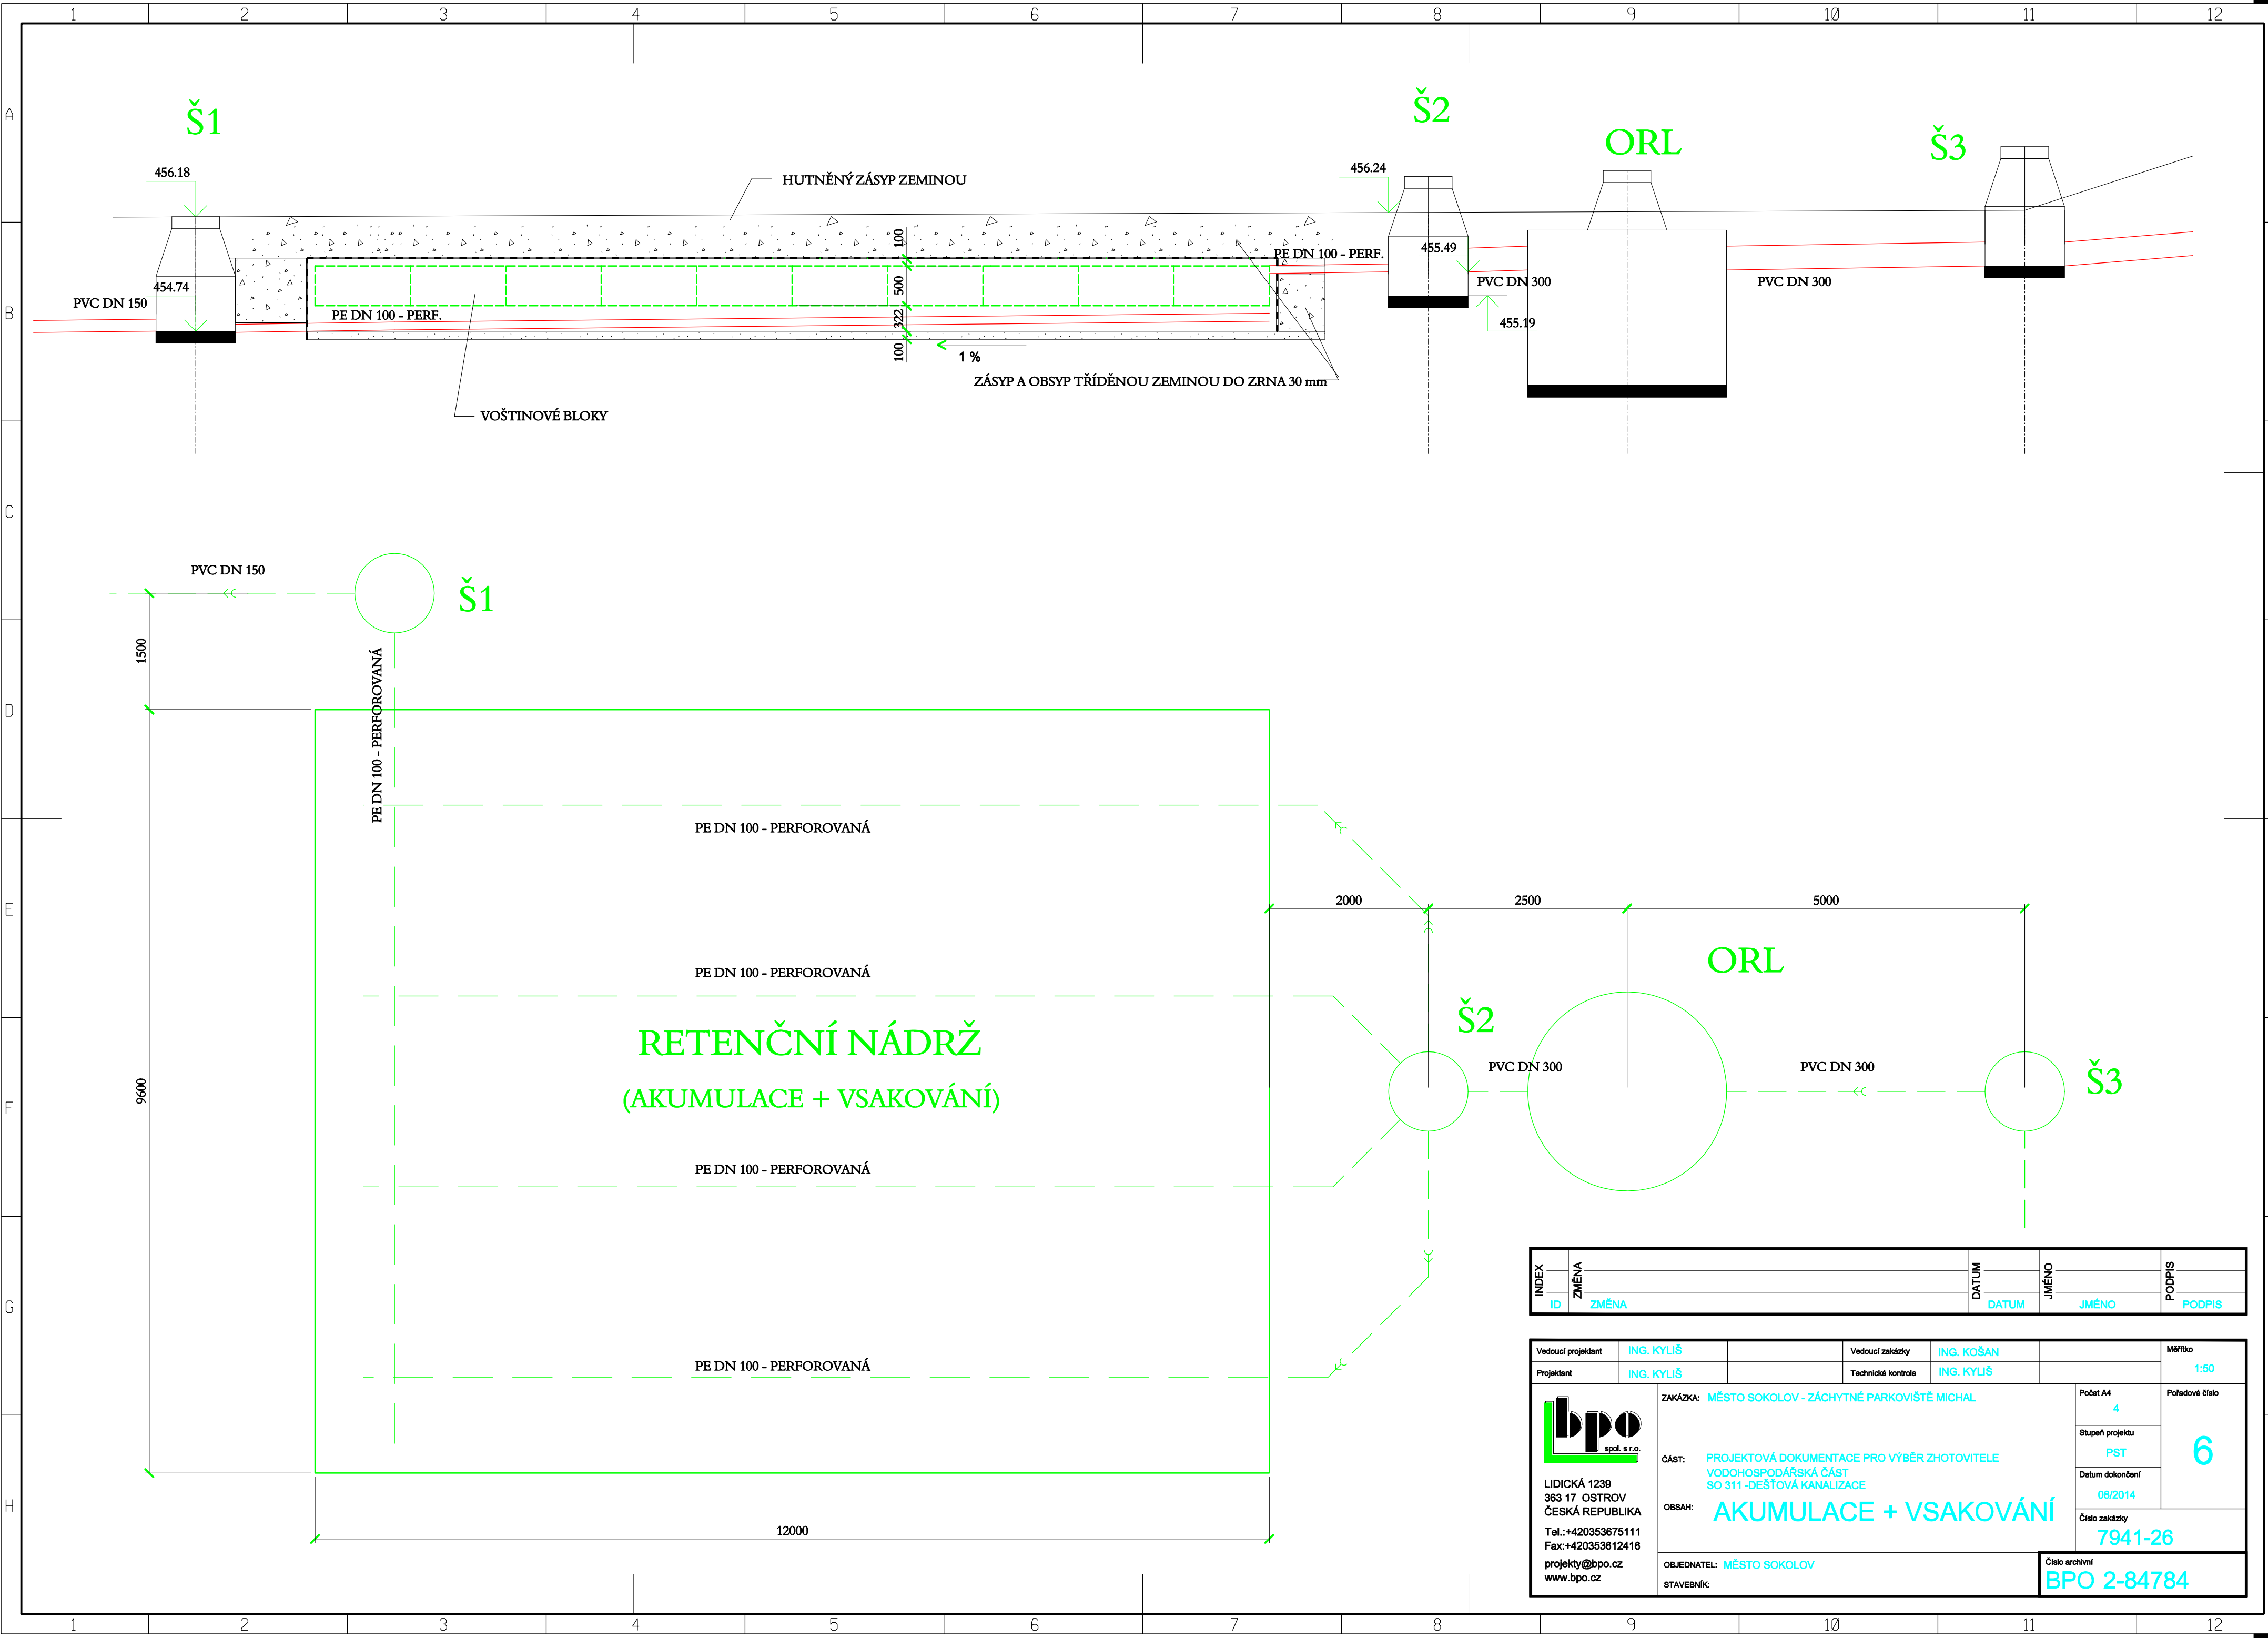 1 2 3 4 5 6 7 8 9 10 11 12
A
B
C
D
E
F
G
H
Š1
Š2
ORL
Š3
456.18
HUTNĚNÝ ZÁSYP ZEMINOU
456.24
100
PE DN 100 - PERF.
455.49
PVC DN 150
454.74
500
PVC DN 300
PVC DN 300
PE DN 100 - PERF.
322
455.19
100
1 %
ZÁSYP A OBSYP TŘÍDĚNOU ZEMINOU DO ZRNA 30 mm
VOŠTINOVÉ BLOKY
PVC DN 150
Š1
1500
PE DN 100 - PERFOROVANÁ
PE DN 100 - PERFOROVANÁ
2000
2500
5000
ORL
PE DN 100 - PERFOROVANÁ
Š2
RETENČNÍ NÁDRŽ
PVC DN 300
PVC DN 300
Š3
9600
(AKUMULACE + VSAKOVÁNÍ)
PE DN 100 - PERFOROVANÁ
PE DN 100 - PERFOROVANÁ
12000
INDEX ZMĚNA DATUM JMÉNO PODPIS
ID ZMĚNA DATUM JMÉNO PODPIS
Vedoucí projektant ING. KYLIŠ Vedoucí zakázky ING. KOŠAN Měřítko
1:50
Projektant ING. KYLIŠ Technická kontrola ING. KYLIŠ
bpo
spol. s r.o.
LIDICKÁ 1239
363 17 OSTROV
ČESKÁ REPUBLIKA
Tel.:+420353675111
Fax:+420353612416
projekty@bpo.cz
www.bpo.cz
ZAKÁZKA: MĚSTO SOKOLOV - ZÁCHYTNÉ PARKOVIŠTĚ MICHAL
ČÁST: PROJEKTOVÁ DOKUMENTACE PRO VÝBĚR ZHOTOVITELE
VODOHOSPODÁŘSKÁ ČÁST
SO 311 -DEŠŤOVÁ KANALIZACE
OBSAH: AKUMULACE + VSAKOVÁNÍ
OBJEDNATEL: MĚSTO SOKOLOV
STAVEBNÍK:
Počet A4
4
Pořadové číslo
6
Stupeň projektu
PST
Datum dokončení
08/2014
Číslo zakázky
7941-26
Číslo archivní
BPO 2-84784
1 2 3 4 5 6 7 8 9 10 11 12